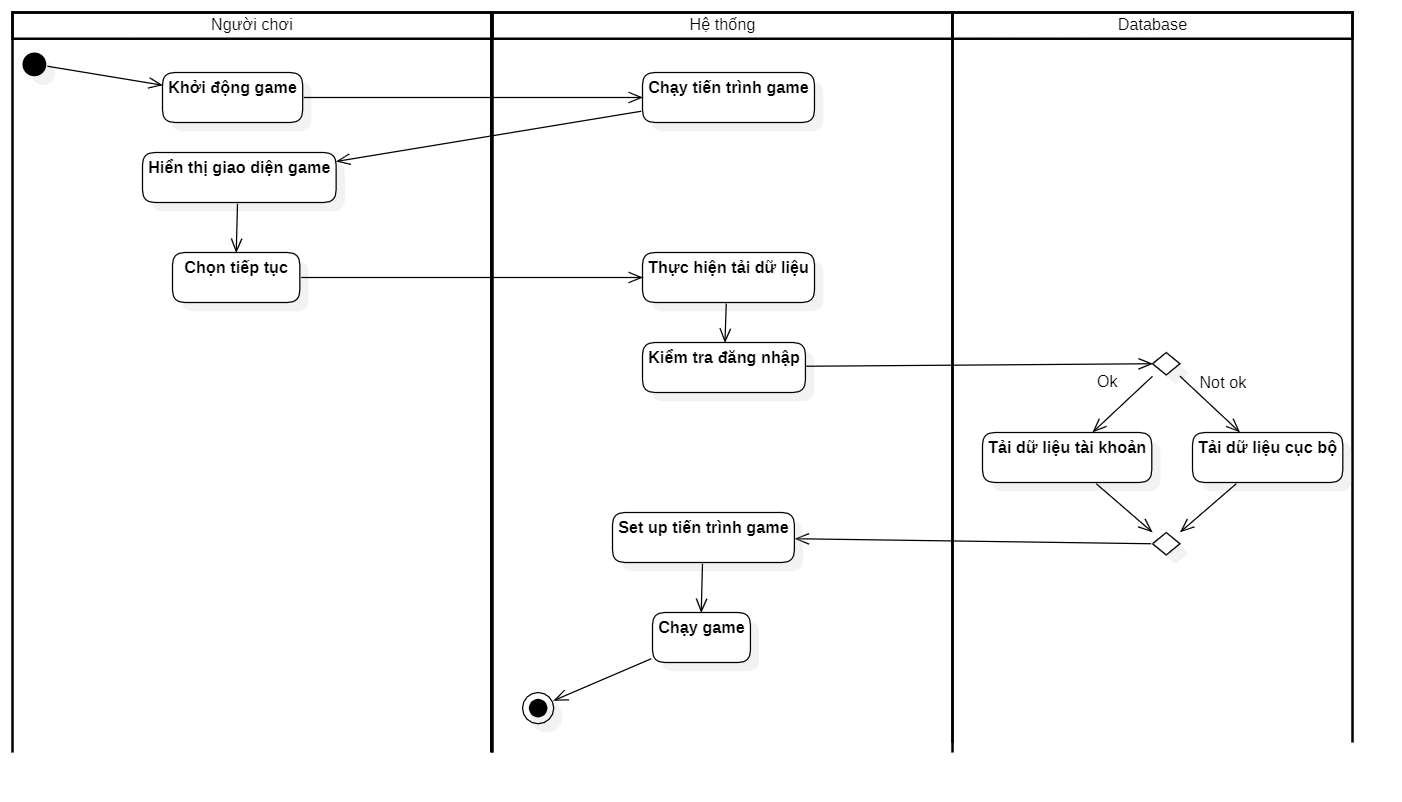 Người chơi
Hệ thống
Database
Khởi động game
Chạy tiến trình game
Hiển thị giao diện game
Chọn tiếp tục
Thực hiện tải dữ liệu
Kiểm tra đăng nhập
Ok
Not ok
Tải dữ liệu tài khoản
Tải dữ liệu cục bộ
Set up tiến trình game
Chạy game